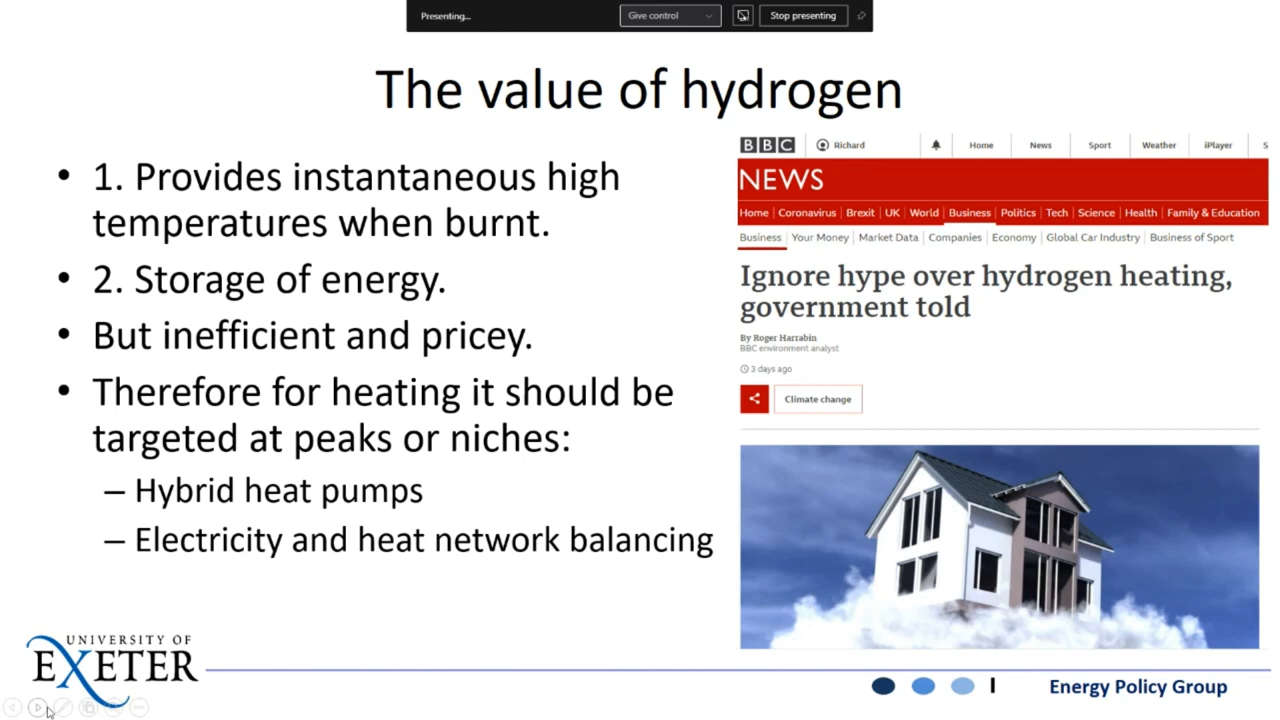 Presenting...
Give control
Stop presenting
The value of hydrogen
• 1. Provides instantaneous high
temperatures when burnt.
• 2. Storage of energy.
• But inefficient and pricey.
• Therefore for heating it should be
targeted at peaks or niches:
– Hybrid heat pumps
– Electricity and heat network balancing
BBC Richard Home News Sport Weather iPlayer S
NEWS
Home Coronavirus Brexit UK World Business Politics Tech Science Health Family & Education
Business Your Money Market Data Companies Economy Global Car Industry Business of Sport
Ignore hype over hydrogen heating,
government told
By Roger Harrabin
BBC environment analyst
3 days ago
Climate change
UNIVERSITY OF
EXETER
Energy Policy Group